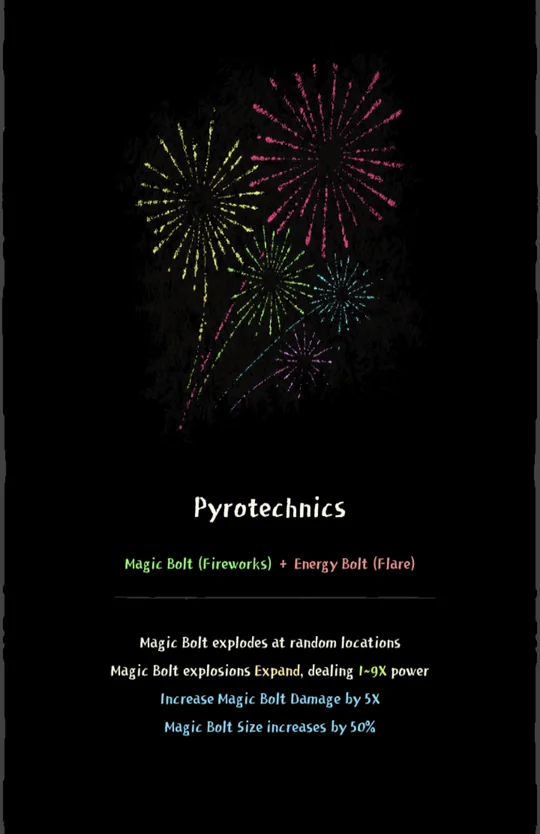 Pyrotechnics
Magic Bolt (Fireworks) + Energy Bolt (Flare)
Magic Bolt explodes at random locations
Magic Bolt explosions Expand, dealing 1~9X power
Increase Magic Bolt Damage by 5X
Magic Bolt Size increases by 50%